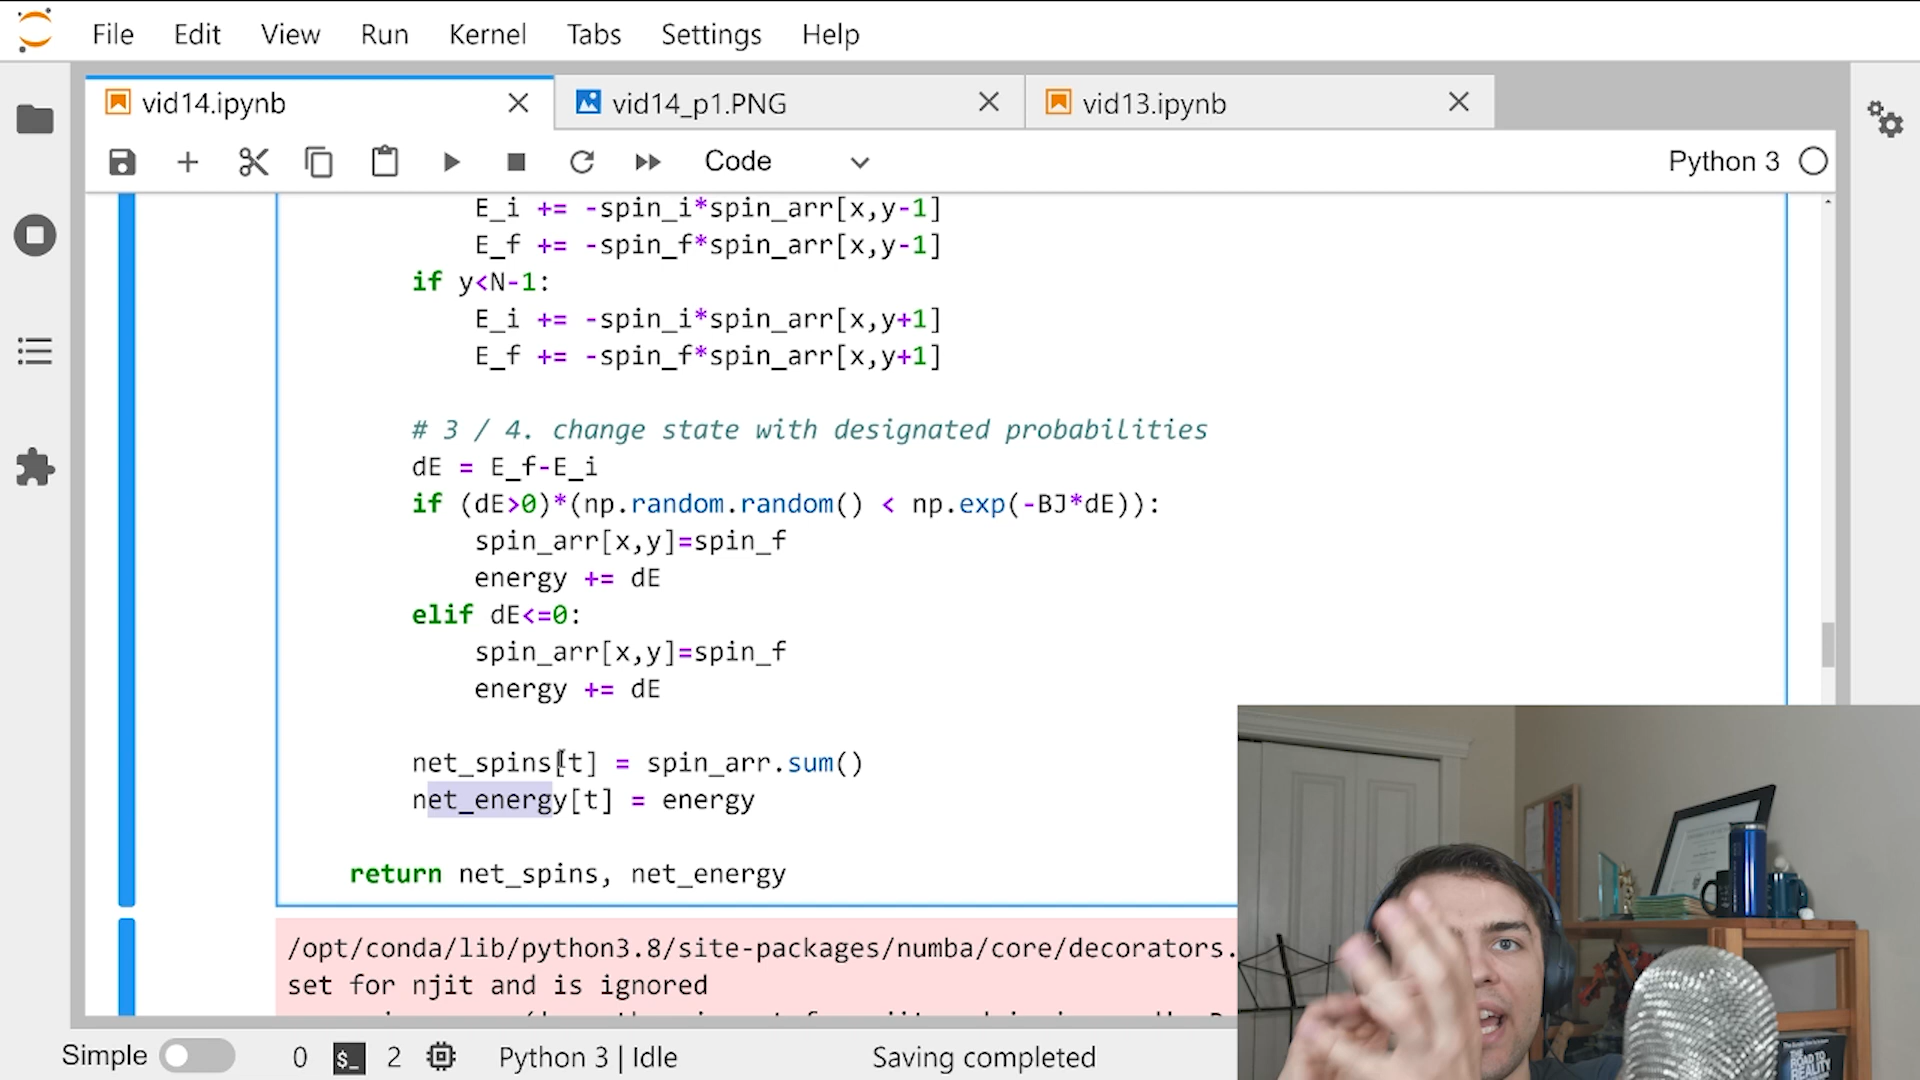 File Edit View Run Kernel Tabs Settings Help
vid14.ipynb vid14_p1.PNG vid13.ipynb
Code Python 3
E_i += -spin_i*spin_arr[x,y-1]
E_f += -spin_f*spin_arr[x,y-1]
if y<N-1:
E_i += -spin_i*spin_arr[x,y+1]
E_f += -spin_f*spin_arr[x,y+1]
# 3 / 4. change state with designated probabilities
dE = E_f-E_i
if (dE>0)*(np.random.random() < np.exp(-BJ*dE)):
spin_arr[x,y]=spin_f
energy += dE
elif dE<=0:
spin_arr[x,y]=spin_f
energy += dE
net_spins[t] = spin_arr.sum()
net_energy[t] = energy
return net_spins, net_energy
/opt/conda/lib/python3.8/site-packages/numba/core/decorators.
set for njit and is ignored
THE ROAD TO REALITY
Simple 0 $_ 2 Python 3 | Idle Saving completed